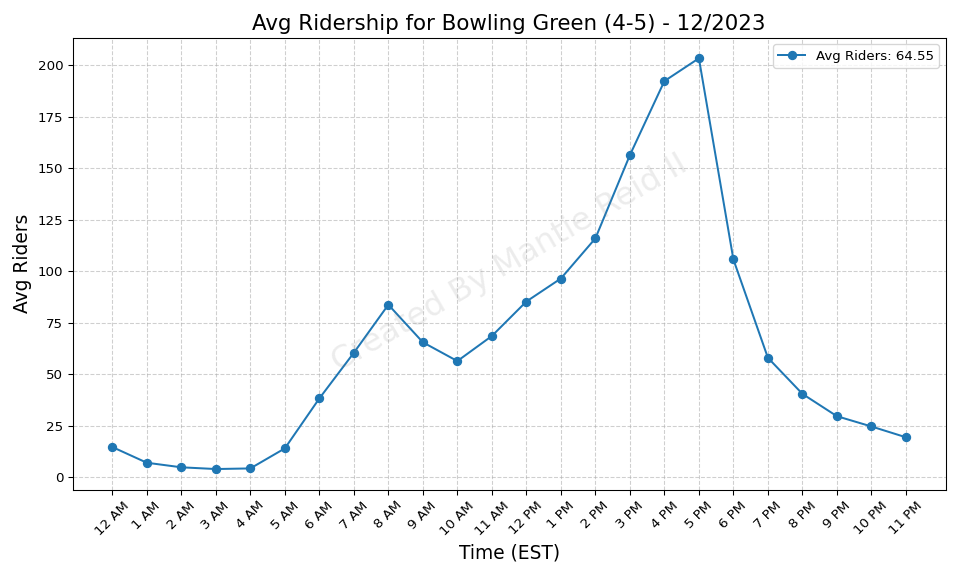 Avg Ridership for Bowling Green (4-5) - 12/2023
Avg Riders: 64.55
Avg Riders
200
175
150
125
100
75
50
25
0
Created By Mantle Reid II
12 AM
1 AM
2 AM
3 AM
4 AM
5 AM
6 AM
7 AM
8 AM
9 AM
10 AM
11 AM
12 PM
1 PM
2 PM
3 PM
4 PM
5 PM
6 PM
7 PM
8 PM
9 PM
10 PM
11 PM
Time (EST)